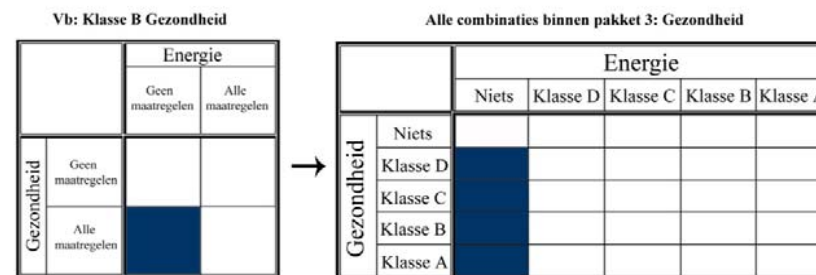 Vb: Klasse B Gezondheid
Energie
Geen maatregelen
Alle maatregelen
Gezondheid
Geen maatregelen
Alle maatregelen
→
Alle combinaties binnen pakket 3: Gezondheid
Energie
Niets Klasse D Klasse C Klasse B Klasse
Gezondheid
Niets
Klasse D
Klasse C
Klasse B
Klasse A